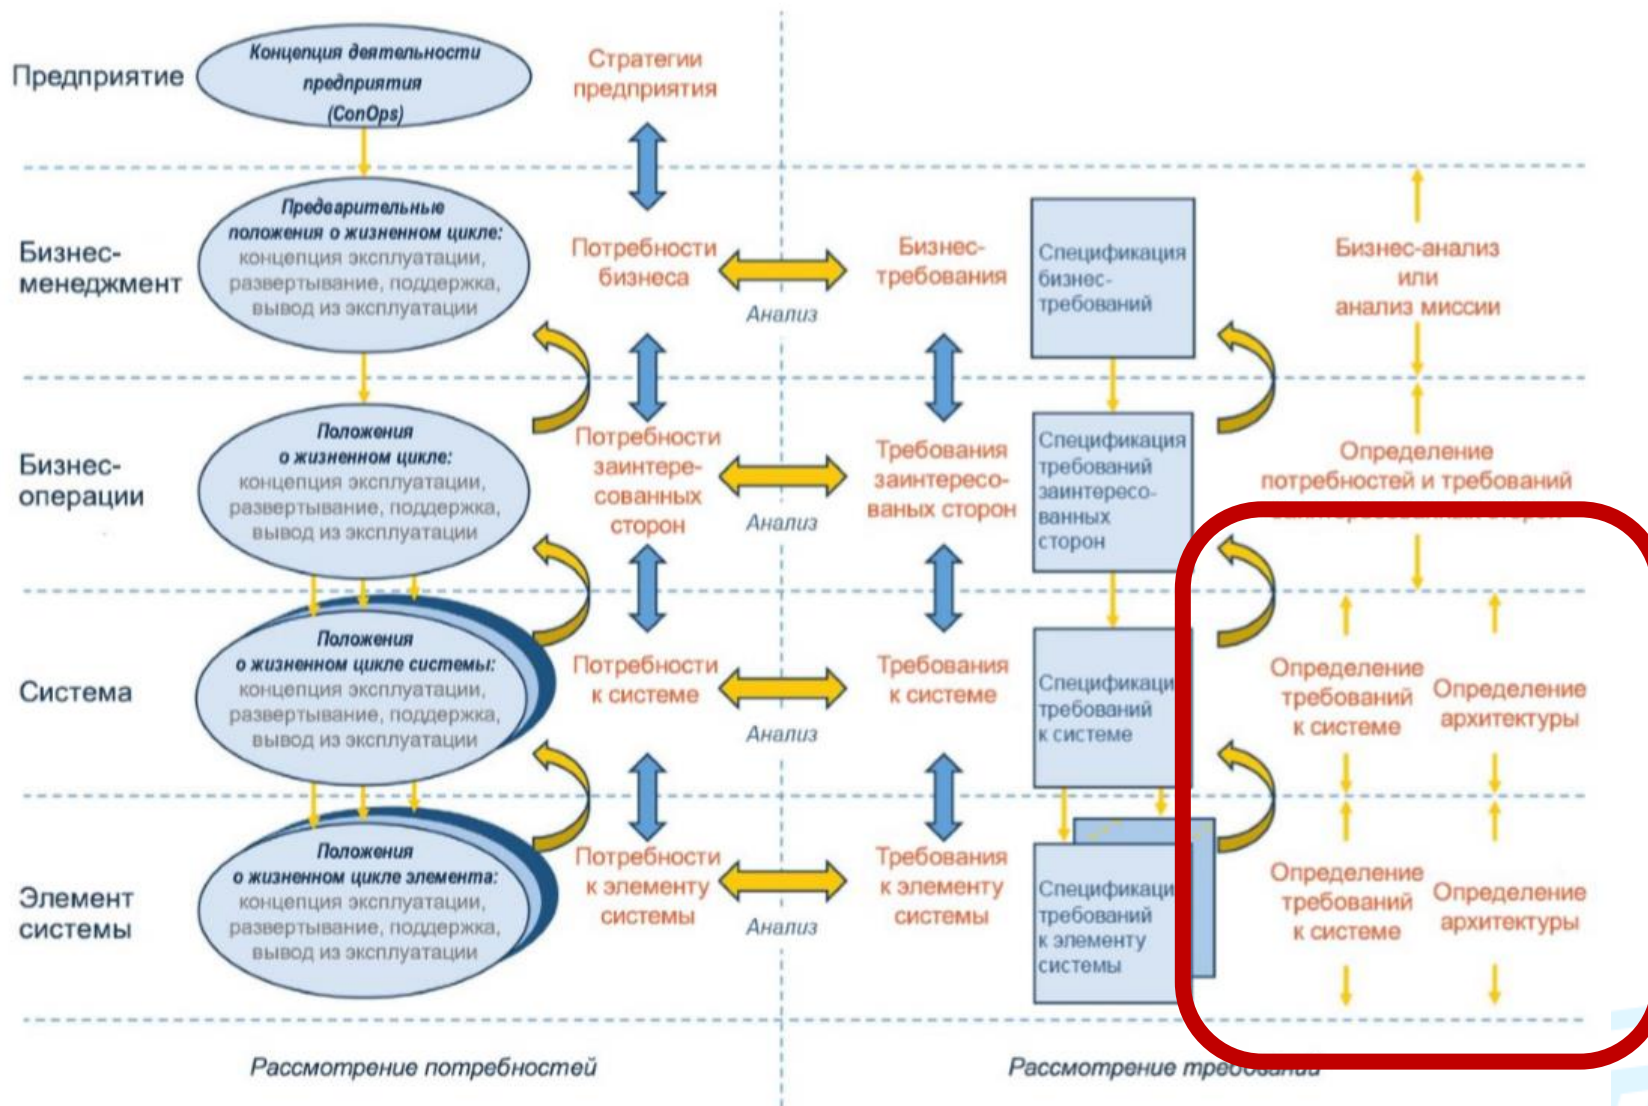 Предприятие
Концепция деятельности
предприятия
(ConOps)
Стратегии
предприятия
Бизнес-
менеджмент
Предварительные
положения о жизненном цикле:
концепция эксплуатации,
развертывание, поддержка,
вывод из эксплуатации
Потребности
бизнеса
Анализ
Бизнес-
требования
Спецификация
бизнес-
требований
Бизнес-анализ
или
анализ миссии
Бизнес-
операции
Положения
о жизненном цикле:
концепция эксплуатации,
развертывание, поддержка,
вывод из эксплуатации
Потребности
заинтере-
сованных
сторон
Анализ
Требования
заинтересо-
ваных сторон
Спецификация
требований
заинтересо-
ванных
сторон
Определение
потребностей и требований
Система
Положения
о жизненном цикле системы:
концепция эксплуатации,
развертывание, поддержка,
вывод из эксплуатации
Потребности
к системе
Анализ
Требования
к системе
Спецификаци
требований
к системе
Определение
требований
к системе
Определение
архитектуры
Элемент
системы
Положения
о жизненном цикле элемента:
концепция эксплуатации,
развертывание, поддержка,
вывод из эксплуатации
Потребности
к элементу
системы
Анализ
Требования
к элементу
системы
Спецификаци
требований
к элементу
системы
Определение
требований
к системе
Определение
архитектуры
Рассмотрение потребностей
Рассмотрение требований